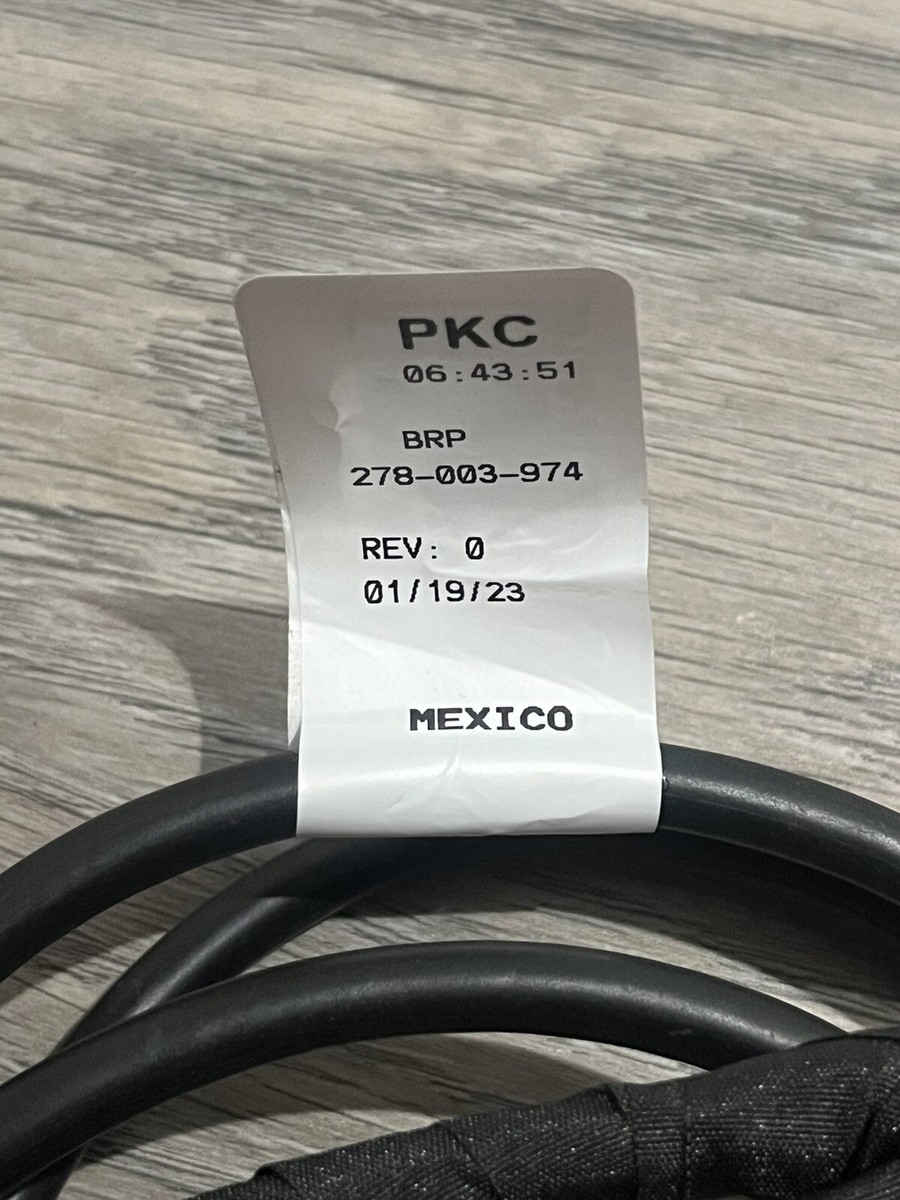 PKC
06:43:51
BRP
278-003-974
REV: 0
01/19/23
MEXICO